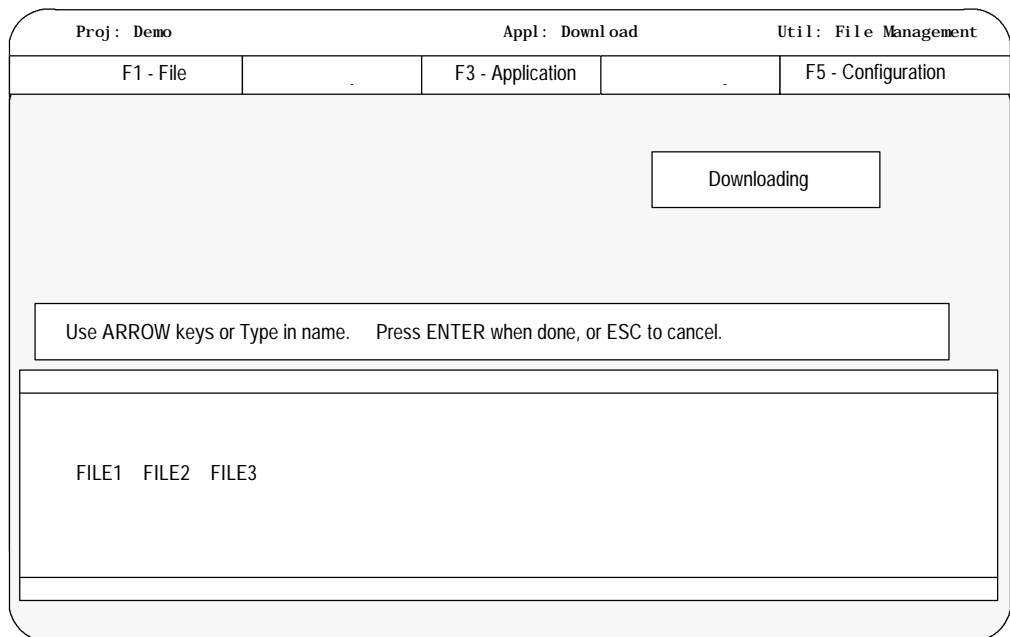 Proj: Demo Appl: Download Util: File Management
F1 - File - F3 - Application - F5 - Configuration
Downloading
Use ARROW keys or Type in name. Press ENTER when done, or ESC to cancel.
FILE1 FILE2 FILE3